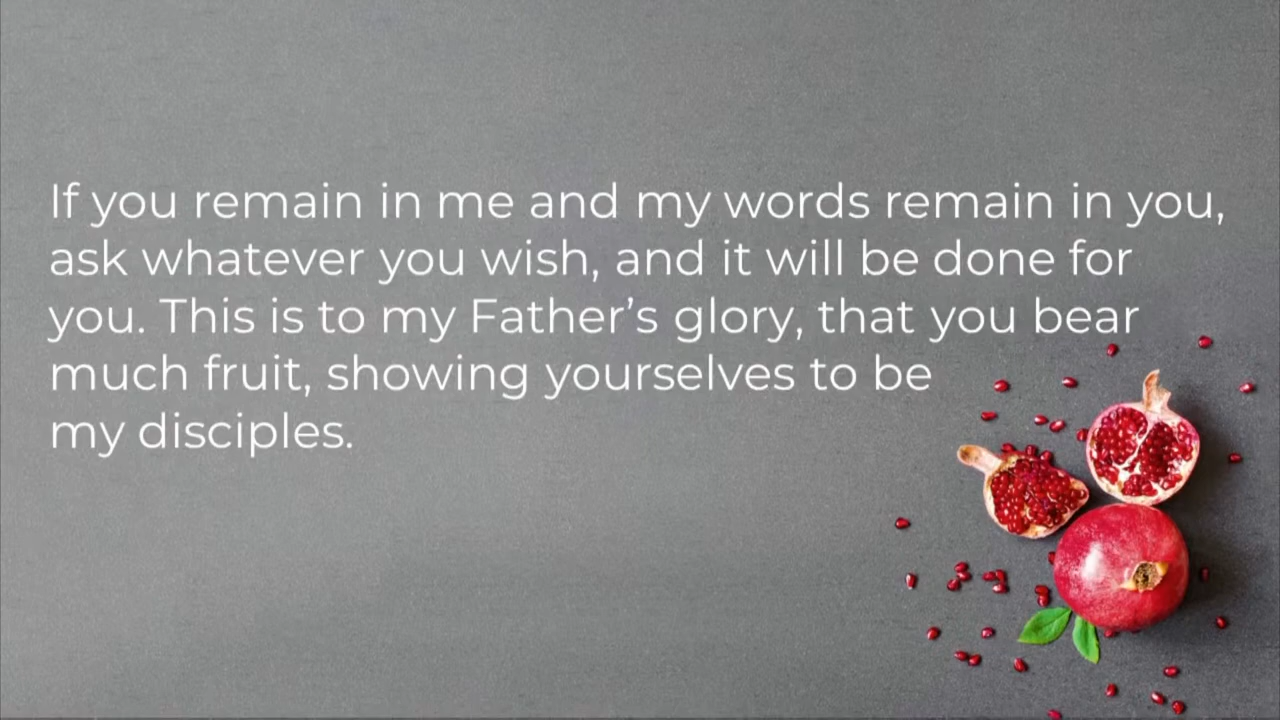 If you remain in me and my words remain in you,
ask whatever you wish, and it will be done for
you. This is to my Father’s glory, that you bear
much fruit, showing yourselves to be
my disciples.